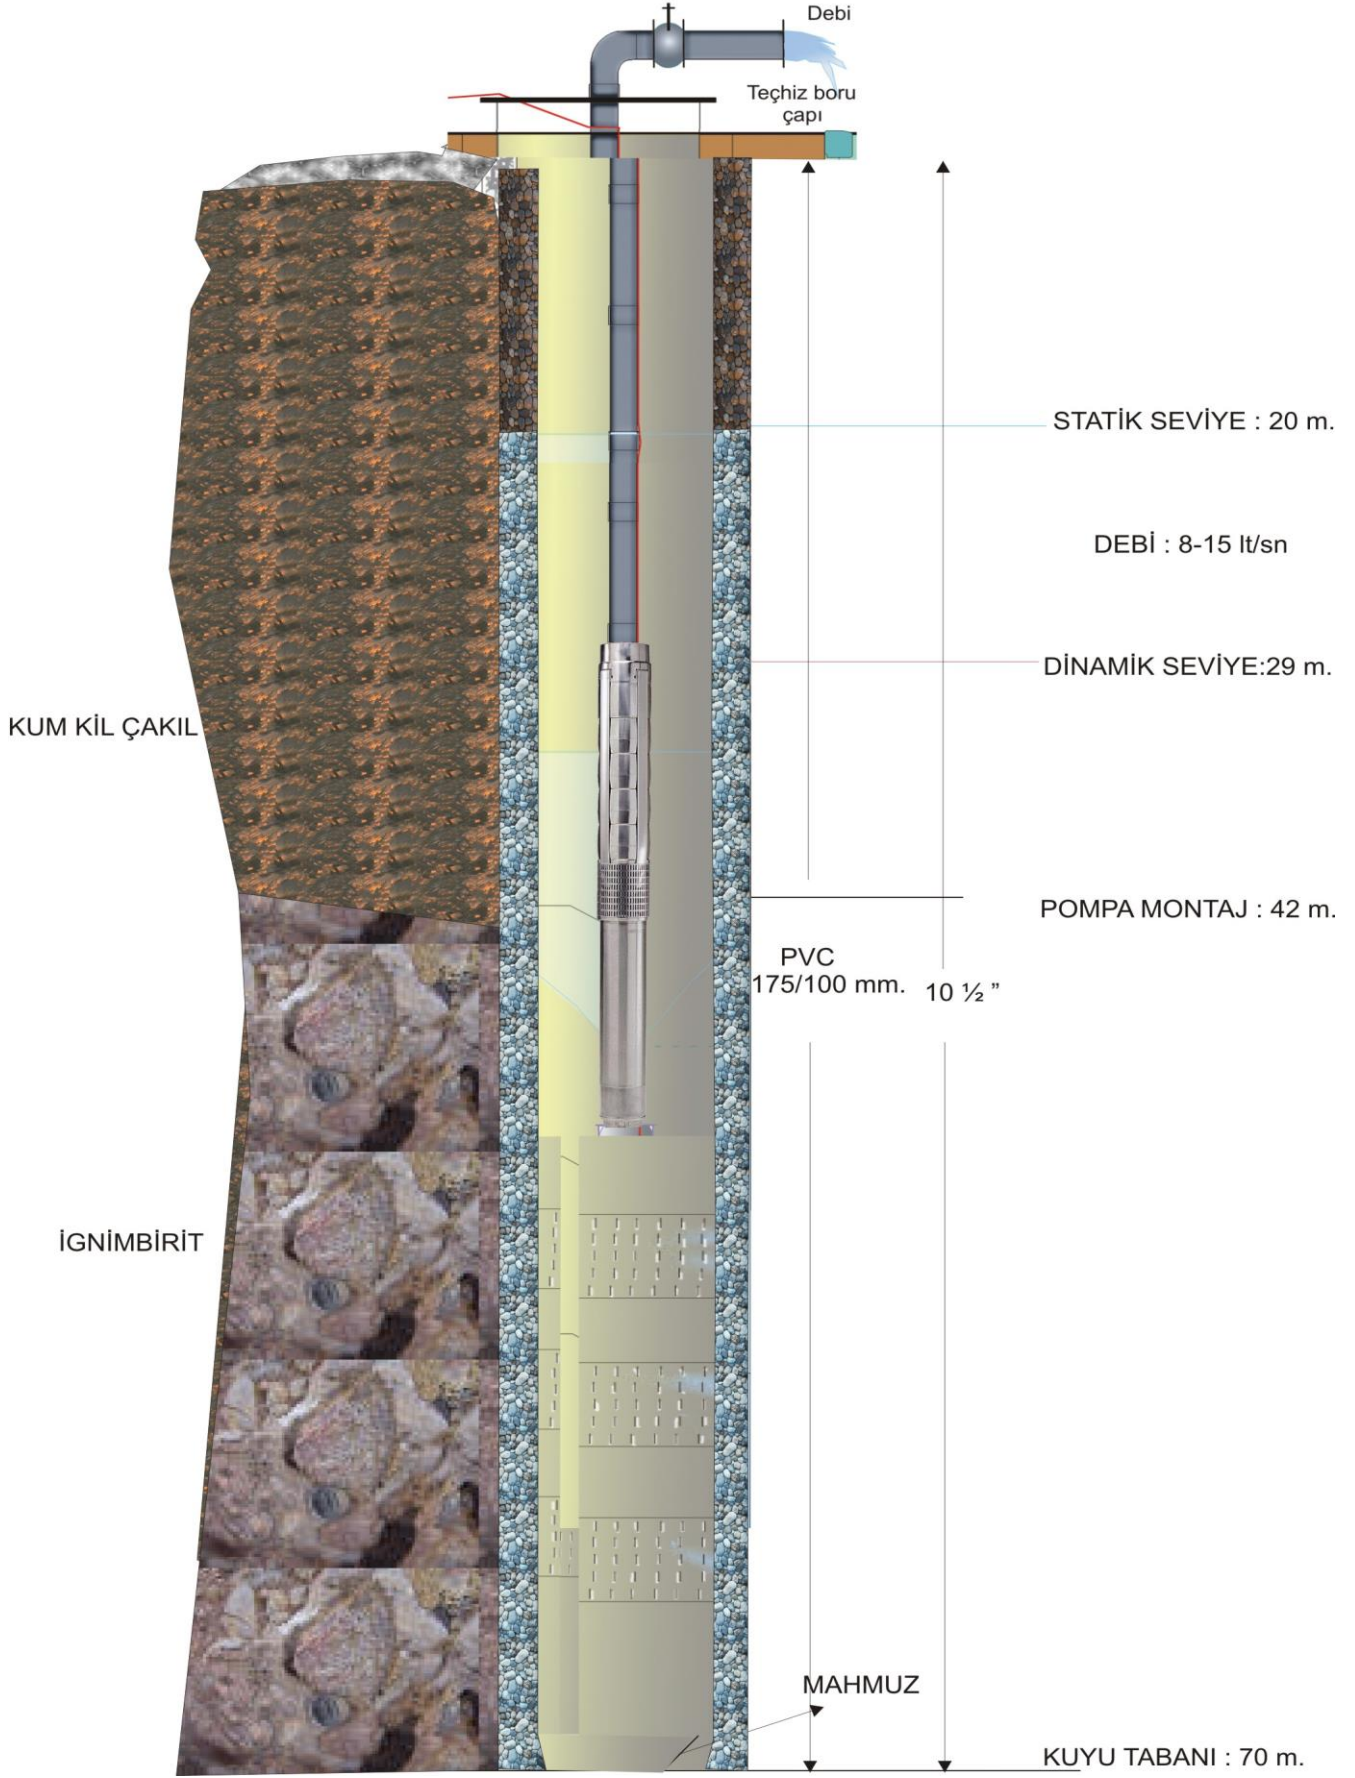 Debi
Teçhiz boru
çapı
STATİK SEVİYE : 20 m.
DEBİ : 8-15 lt/sn
DİNAMİK SEVİYE:29 m.
KUM KİL ÇAKIL
POMPA MONTAJ : 42 m.
PVC
175/100 mm.
10 ½ ”
İGNİMBİRİT
MAHMUZ
KUYU TABANI : 70 m.